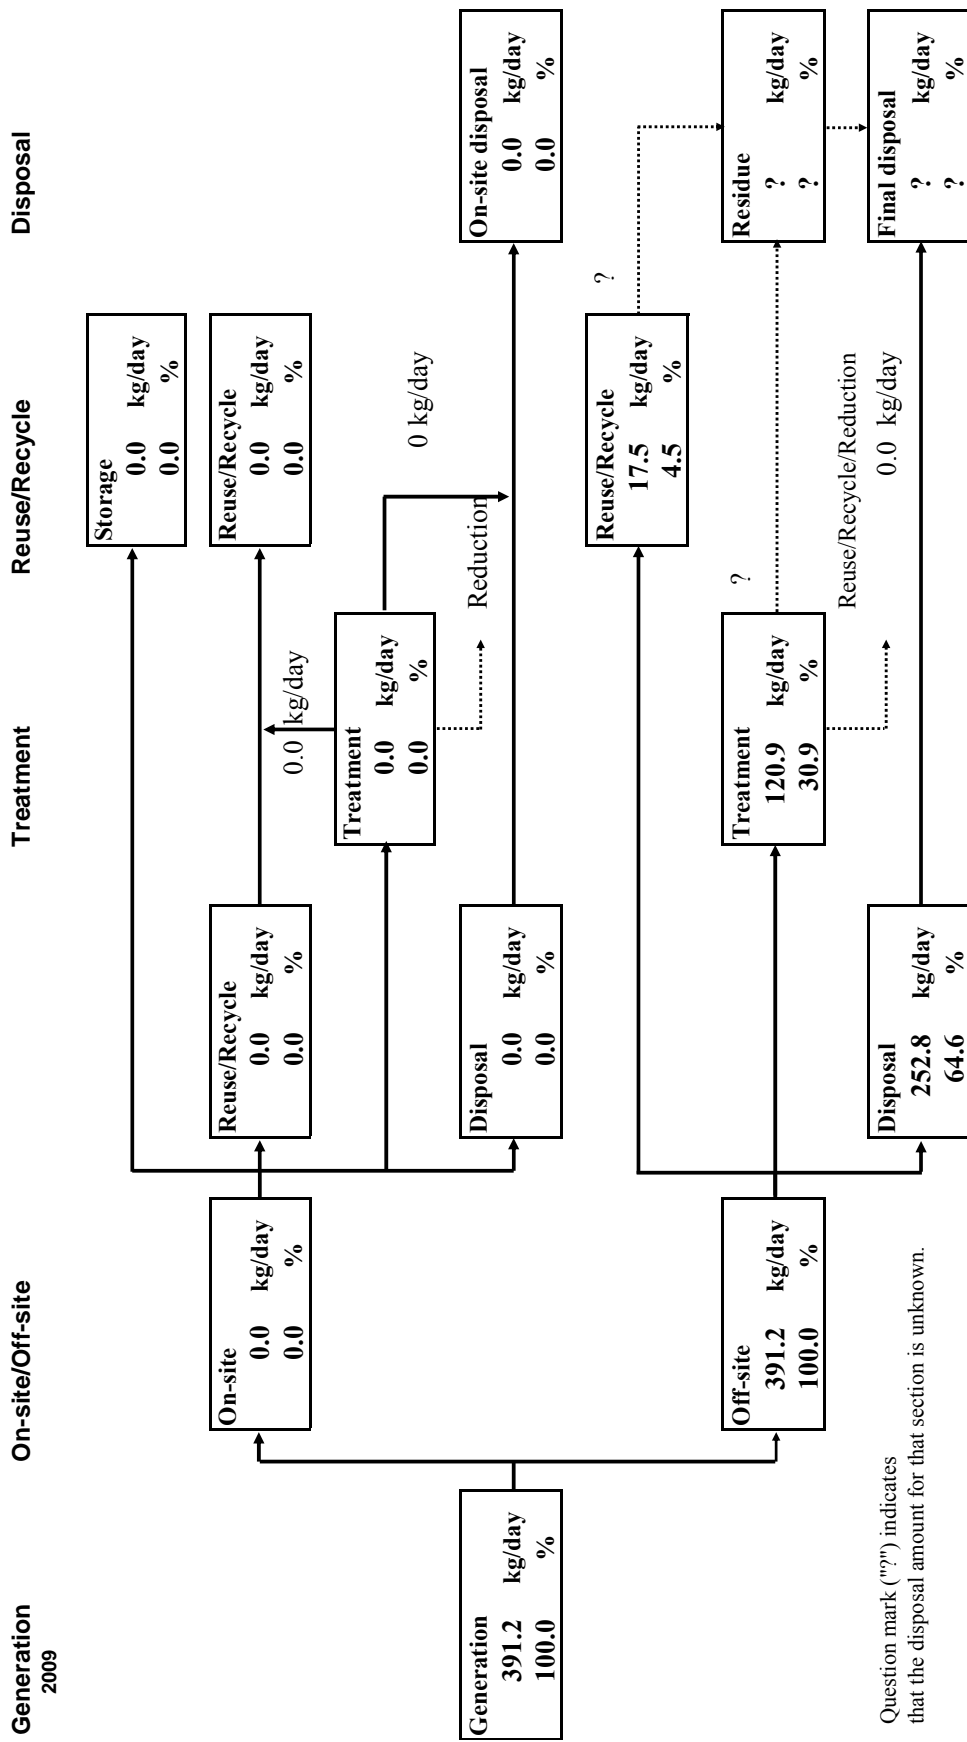 Generation
2009
On-site/Off-site
Treatment
Reuse/Recycle
Disposal
Generation
391.2 kg/day
100.0 %
On-site
0.0 kg/day
0.0 %
Off-site
391.2 kg/day
100.0 %
Reuse/Recycle
0.0 kg/day
0.0 %
Disposal
0.0 kg/day
0.0 %
Disposal
252.8 kg/day
64.6 %
0.0 kg/day
Treatment
0.0 kg/day
0.0 %
Reduction
Treatment
120.9 kg/day
30.9 %
?
Reuse/Recycle/Reduction
0.0 kg/day
Storage
0.0 kg/day
0.0 %
Reuse/Recycle
0.0 kg/day
0.0 %
0 kg/day
Reuse/Recycle
17.5 kg/day
4.5 %
?
On-site disposal
0.0 kg/day
0.0 %
Residue
? kg/day
? %
Final disposal
? kg/day
? %
Question mark ("?") indicates
that the disposal amount for that section is unknown.